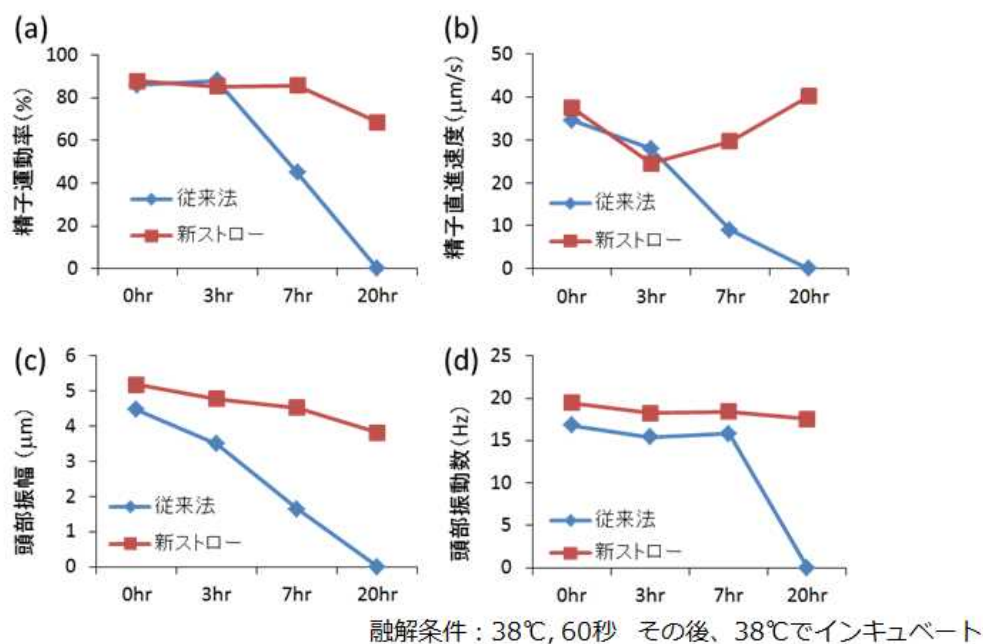 (a)
精子運動率(%)
100
80
60
40
20
0
従来法
新ストロー
0hr 3hr 7hr 20hr
(b)
精子直進速度(μm/s)
50
40
30
20
10
0
従来法
新ストロー
0hr 3hr 7hr 20hr
(c)
頭部振幅(μm)
6
5
4
3
2
1
0
従来法
新ストロー
0hr 3hr 7hr 20hr
(d)
頭部振動数(Hz)
25
20
15
10
5
0
従来法
新ストロー
0hr 3hr 7hr 20hr
融解条件:38℃, 60秒 その後、38℃でインキュベート